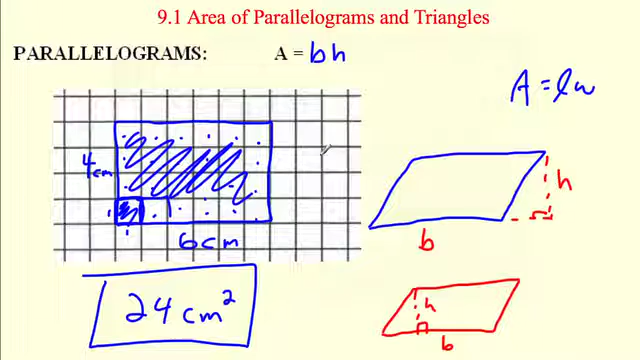 9.1 Area of Parallelograms and Triangles
PARALLELOGRAMS: A = bh
A = lw
4cm
6cm
h
b
24 cm²
h
b